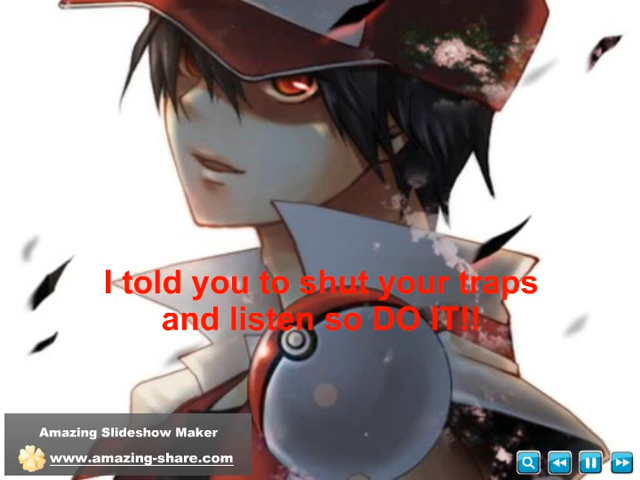 I told you to shut your traps
and listen so DO IT!!
Amazing Slideshow Maker
www.amazing-share.com